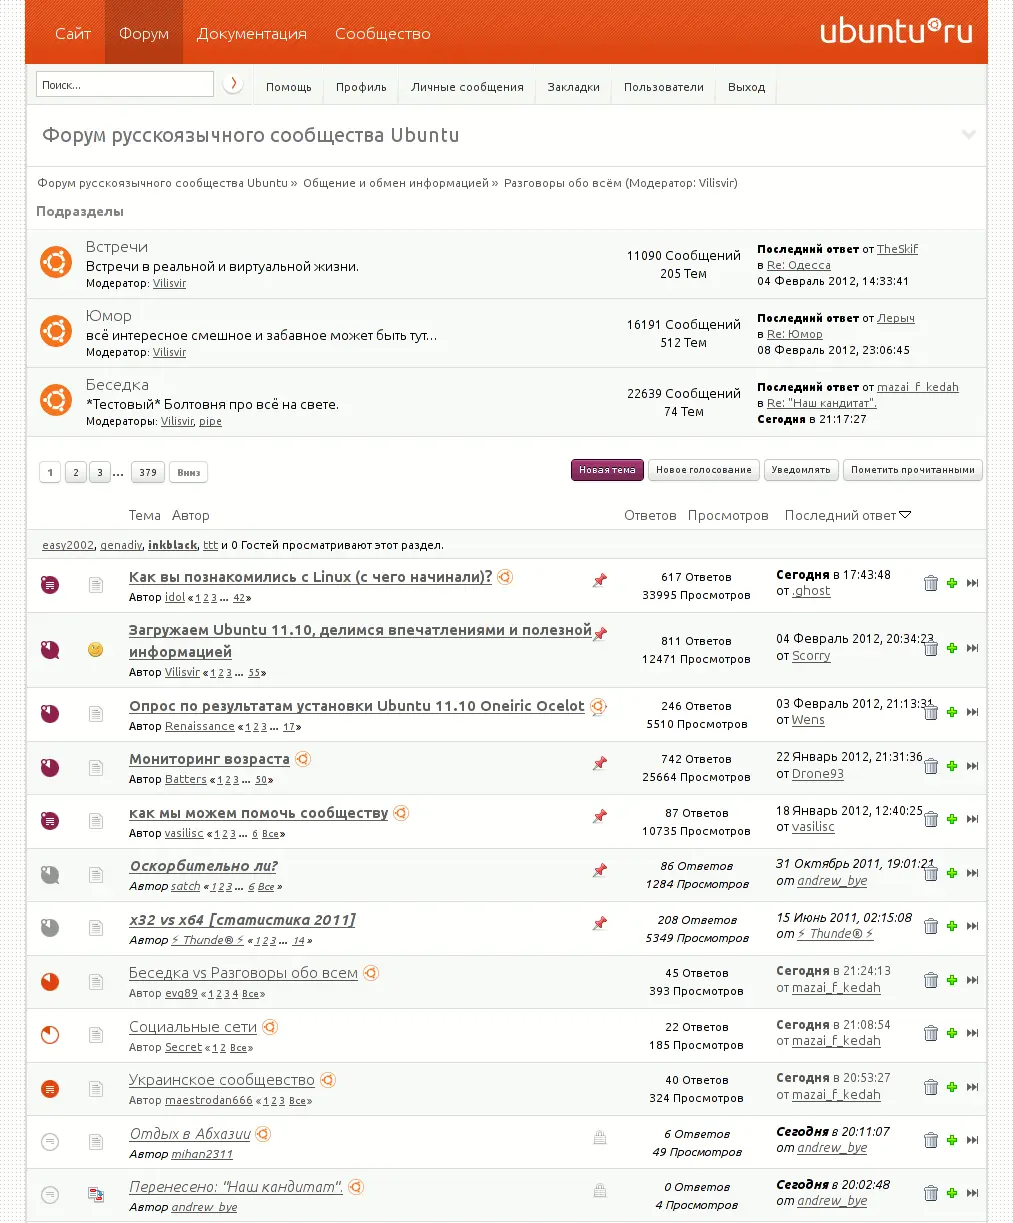 Сайт Форум Документация Сообщество ubuntu ru
Поиск... Помощь Профиль Личные сообщения Закладки Пользователи Выход
Форум русскоязычного сообщества Ubuntu
Форум русскоязычного сообщества Ubuntu » Общение и обмен информацией » Разговоры обо всём (Модератор: Vilisvir)
Подразделы
Встречи
Встречи в реальной и виртуальной жизни.
Модератор: Vilisvir
11090 Сообщений
205 Тем
Последний ответ от TheSkif
в Re: Одесса
04 Февраль 2012, 14:33:41
Юмор
всё интересное смешное и забавное может быть тут...
Модератор: Vilisvir
16191 Сообщений
512 Тем
Последний ответ от Лерыч
в Re: Юмор
08 Февраль 2012, 23:06:45
Беседка
*Тестовый* Болтовня про всё на свете.
Модераторы: Vilisvir, pipe
22639 Сообщений
74 Тем
Последний ответ от mazai_f_kedah
в Re: "Наш кандитат".
Сегодня в 21:17:27
1 2 3 ... 379 Вниз Новая тема Новое голосование Уведомлять Пометить прочитанными
Тема Автор Ответов Просмотров Последний ответ
easy2002, genadiy, inkblack, ttt и 0 Гостей просматривают этот раздел.
Как вы познакомились с Linux (с чего начинали)?
Автор idol « 1 2 3 ... 42 »
617 Ответов
33995 Просмотров
Сегодня в 17:43:48
от .ghost
Загружаем Ubuntu 11.10, делимся впечатлениями и полезной
информацией
Автор Vilisvir « 1 2 3 ... 55 »
811 Ответов
12471 Просмотров
04 Февраль 2012, 20:34:23
от Scorry
Опрос по результатам установки Ubuntu 11.10 Oneiric Ocelot
Автор Renaissance « 1 2 3 ... 17 »
246 Ответов
5510 Просмотров
03 Февраль 2012, 21:13:31
от Wens
Мониторинг возраста
Автор Batters « 1 2 3 ... 50 »
742 Ответов
25664 Просмотров
22 Январь 2012, 21:31:36
от Drone93
как мы можем помочь сообществу
Автор vasilisc « 1 2 3 ... 6 Все »
87 Ответов
10735 Просмотров
18 Январь 2012, 12:40:25
от vasilisc
Оскорбительно ли?
Автор satch « 1 2 3 ... 6 Все »
86 Ответов
1284 Просмотров
31 Октябрь 2011, 19:01:21
от andrew_bye
x32 vs x64 [статистика 2011]
Автор ⚡ Thunde® ⚡ « 1 2 3 ... 14 »
208 Ответов
5349 Просмотров
15 Июнь 2011, 02:15:08
от ⚡ Thunde® ⚡
Беседка vs Разговоры обо всем
Автор evg89 « 1 2 3 4 Все »
45 Ответов
393 Просмотров
Сегодня в 21:24:13
от mazai_f_kedah
Социальные сети
Автор Secret « 1 2 Все »
22 Ответов
185 Просмотров
Сегодня в 21:08:54
от mazai_f_kedah
Украинское сообщевство
Автор maestrodan666 « 1 2 3 Все »
40 Ответов
324 Просмотров
Сегодня в 20:53:27
от mazai_f_kedah
Отдых в Абхазии
Автор mihan2311
6 Ответов
49 Просмотров
Сегодня в 20:11:07
от andrew_bye
Перенесено: "Наш кандитат".
Автор andrew_bye
0 Ответов
4 Просмотров
Сегодня в 20:02:48
от andrew_bye